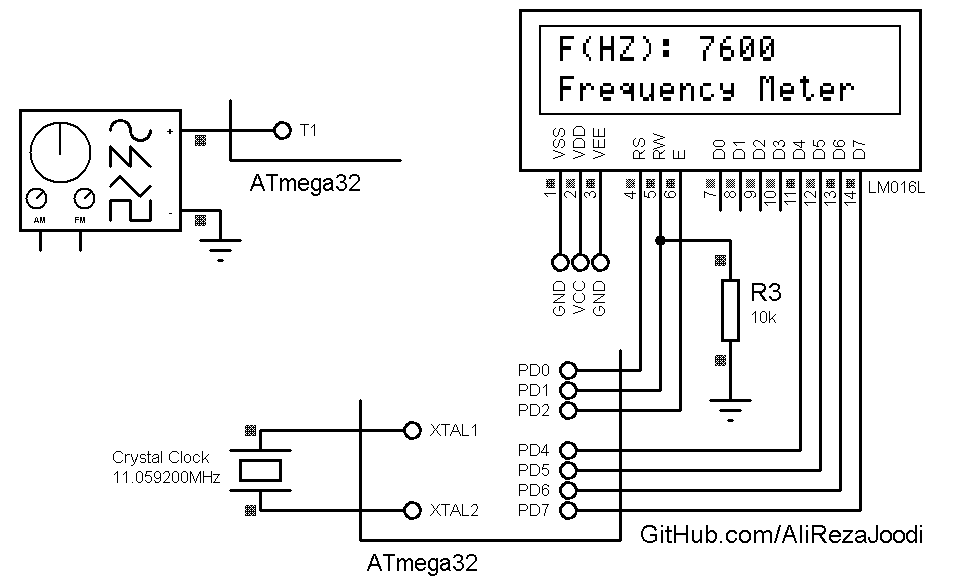 F(HZ): 7600
Frequency Meter
VSS
VDD
VEE
RS
RW
E
D0
D1
D2
D3
D4
D5
D6
D7
1
2
3
4
5
6
7
8
9
10
11
12
13
14
LM016L
+
T1
-
AM
FM
ATmega32
GND
VCC
GND
R3
10k
PD0
PD1
PD2
PD4
PD5
PD6
PD7
XTAL1
Crystal Clock
11.059200MHz
XTAL2
GitHub.com/AliRezaJoodi
ATmega32